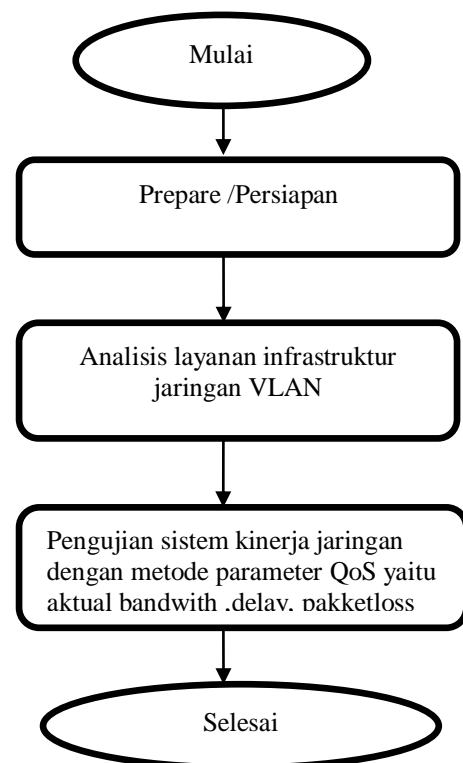 Mulai
Prepare /Persiapan
Analisis layanan infrastruktur
jaringan VLAN
Pengujian sistem kinerja jaringan
dengan metode parameter QoS yaitu
aktual bandwith ,delay, pakketloss
Selesai